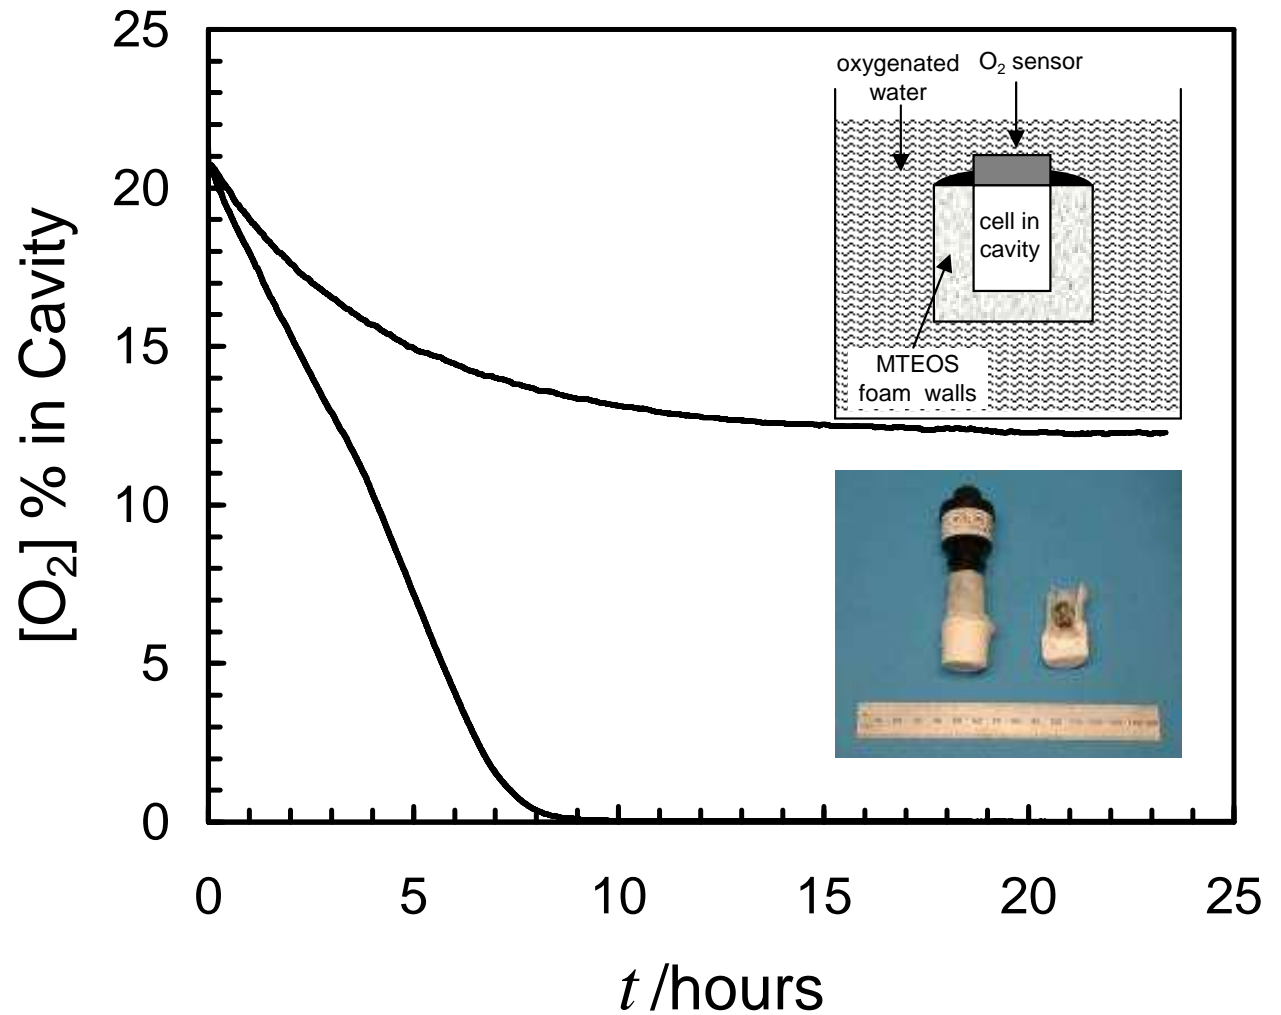 25
20
15
10
5
0
[O₂] % in Cavity
0 5 10 15 20 25
t /hours
oxygenated
water
O₂ sensor
cell in
cavity
MTEOS
foam walls